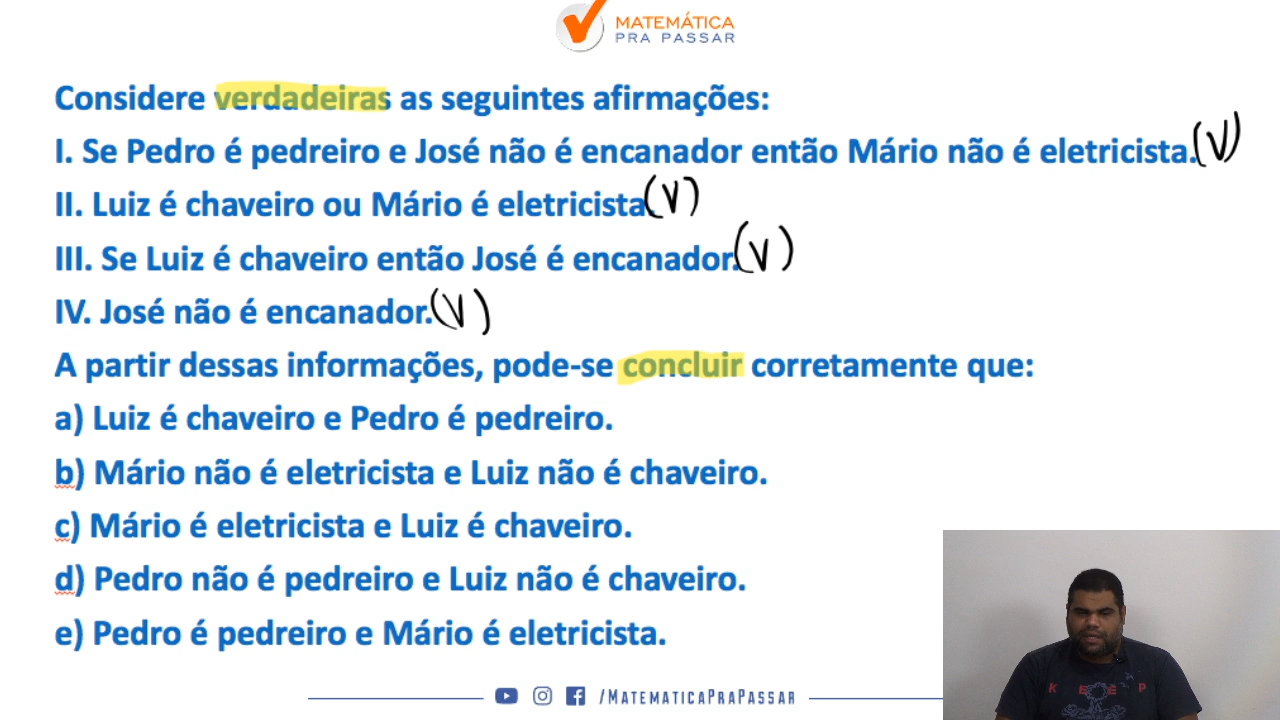 MATEMÁTICA
PRA PASSAR
Considere verdadeiras as seguintes afirmações:
I. Se Pedro é pedreiro e José não é encanador então Mário não é eletricista.(V)
II. Luiz é chaveiro ou Mário é eletricista.(V)
III. Se Luiz é chaveiro então José é encanador.(V)
IV. José não é encanador.(V)
A partir dessas informações, pode-se concluir corretamente que:
a) Luiz é chaveiro e Pedro é pedreiro.
b) Mário não é eletricista e Luiz não é chaveiro.
c) Mário é eletricista e Luiz é chaveiro.
d) Pedro não é pedreiro e Luiz não é chaveiro.
e) Pedro é pedreiro e Mário é eletricista.
KEEP
/MATEMATICAPRAPASSAR